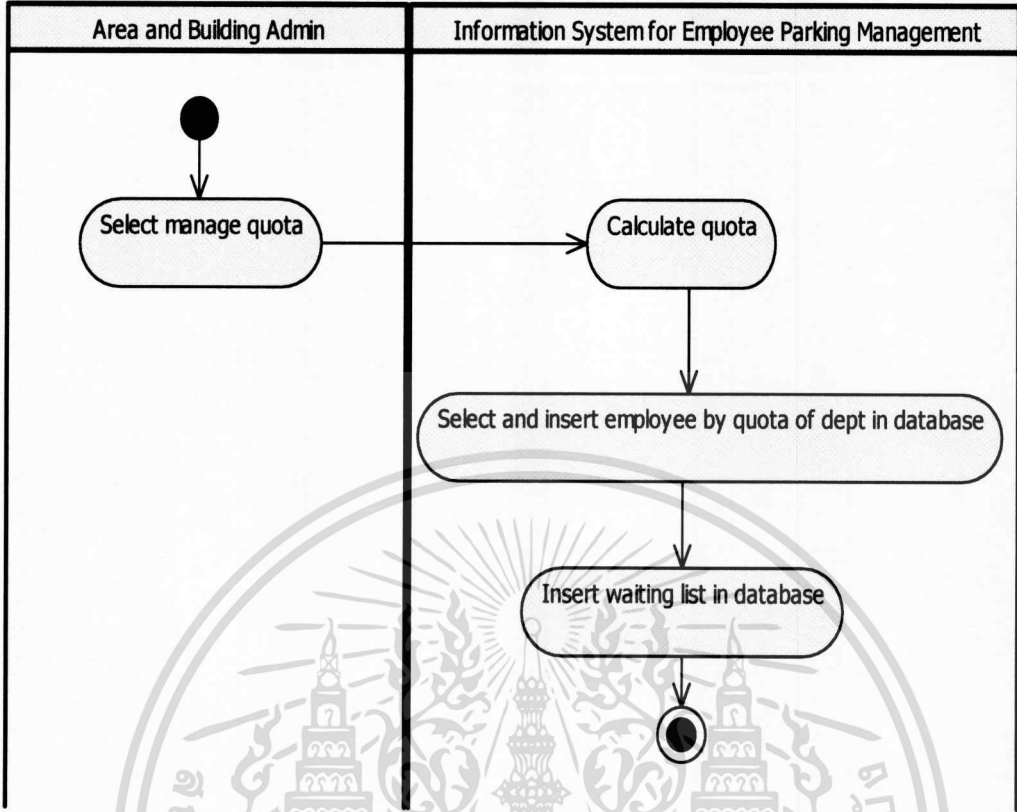 Area and Building Admin
Information System for Employee Parking Management
Select manage quota
Calculate quota
Select and insert employee by quota of dept in database
Insert waiting list in database